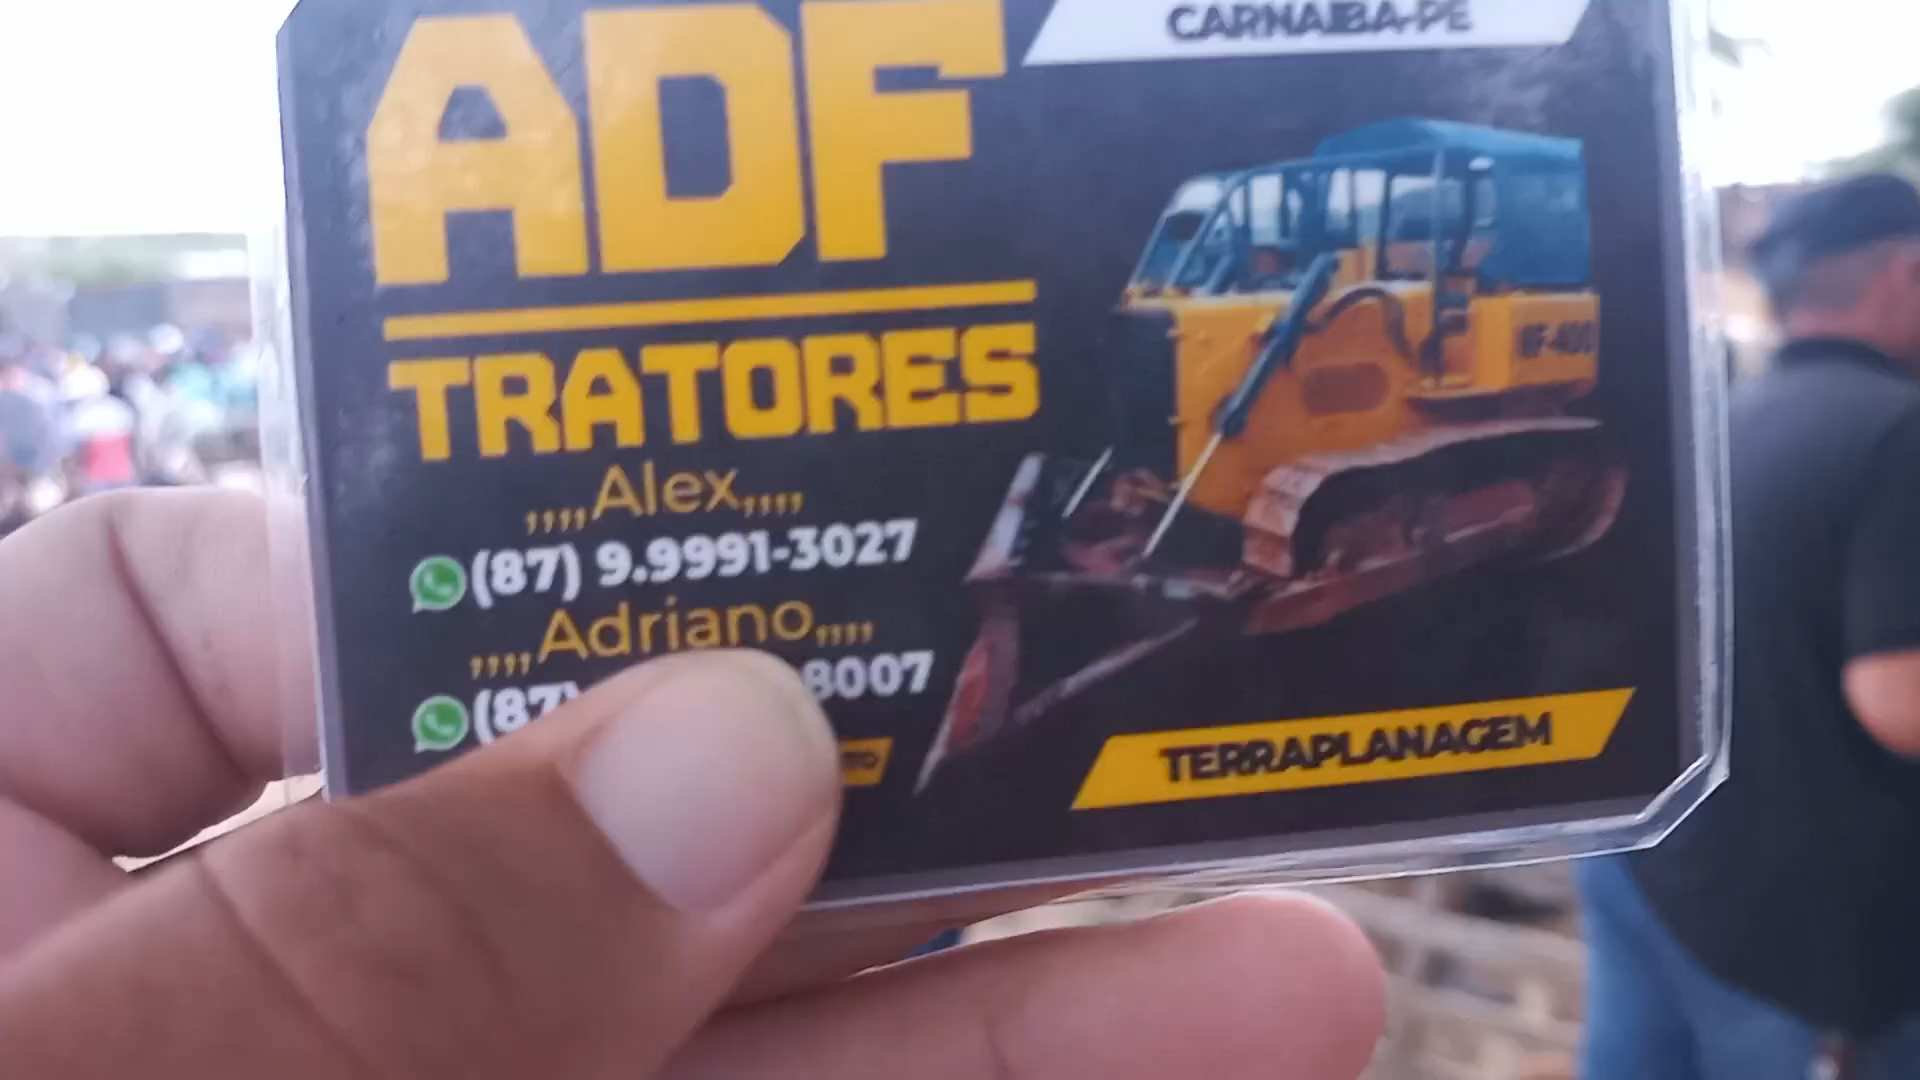 ADF
CARNAIBA-PE
TRATORES
,,,,Alex,,,,
(87) 9.9991-3027
,,,,Adriano,,,,
(87) 8007
TERRAPLANAGEM